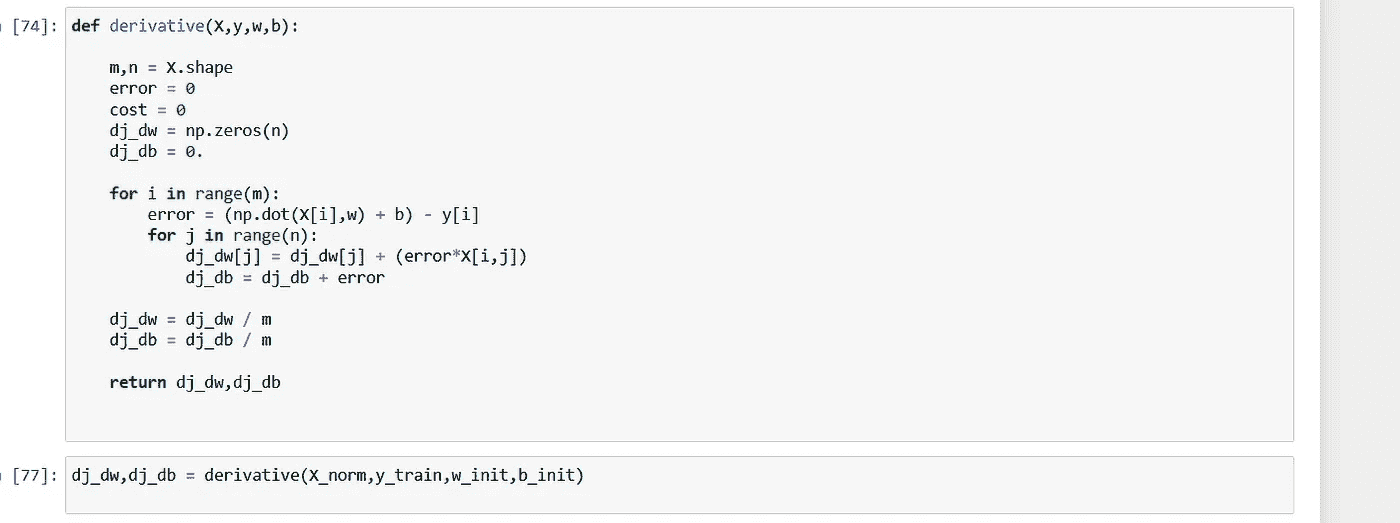 [74]: def derivative(X,y,w,b):
m,n = X.shape
error = 0
cost = 0
dj_dw = np.zeros(n)
dj_db = 0.
for i in range(m):
error = (np.dot(X[i],w) + b) - y[i]
for j in range(n):
dj_dw[j] = dj_dw[j] + (error*X[i,j])
dj_db = dj_db + error
dj_dw = dj_dw / m
dj_db = dj_db / m
return dj_dw,dj_db
[77]: dj_dw,dj_db = derivative(X_norm,y_train,w_init,b_init)